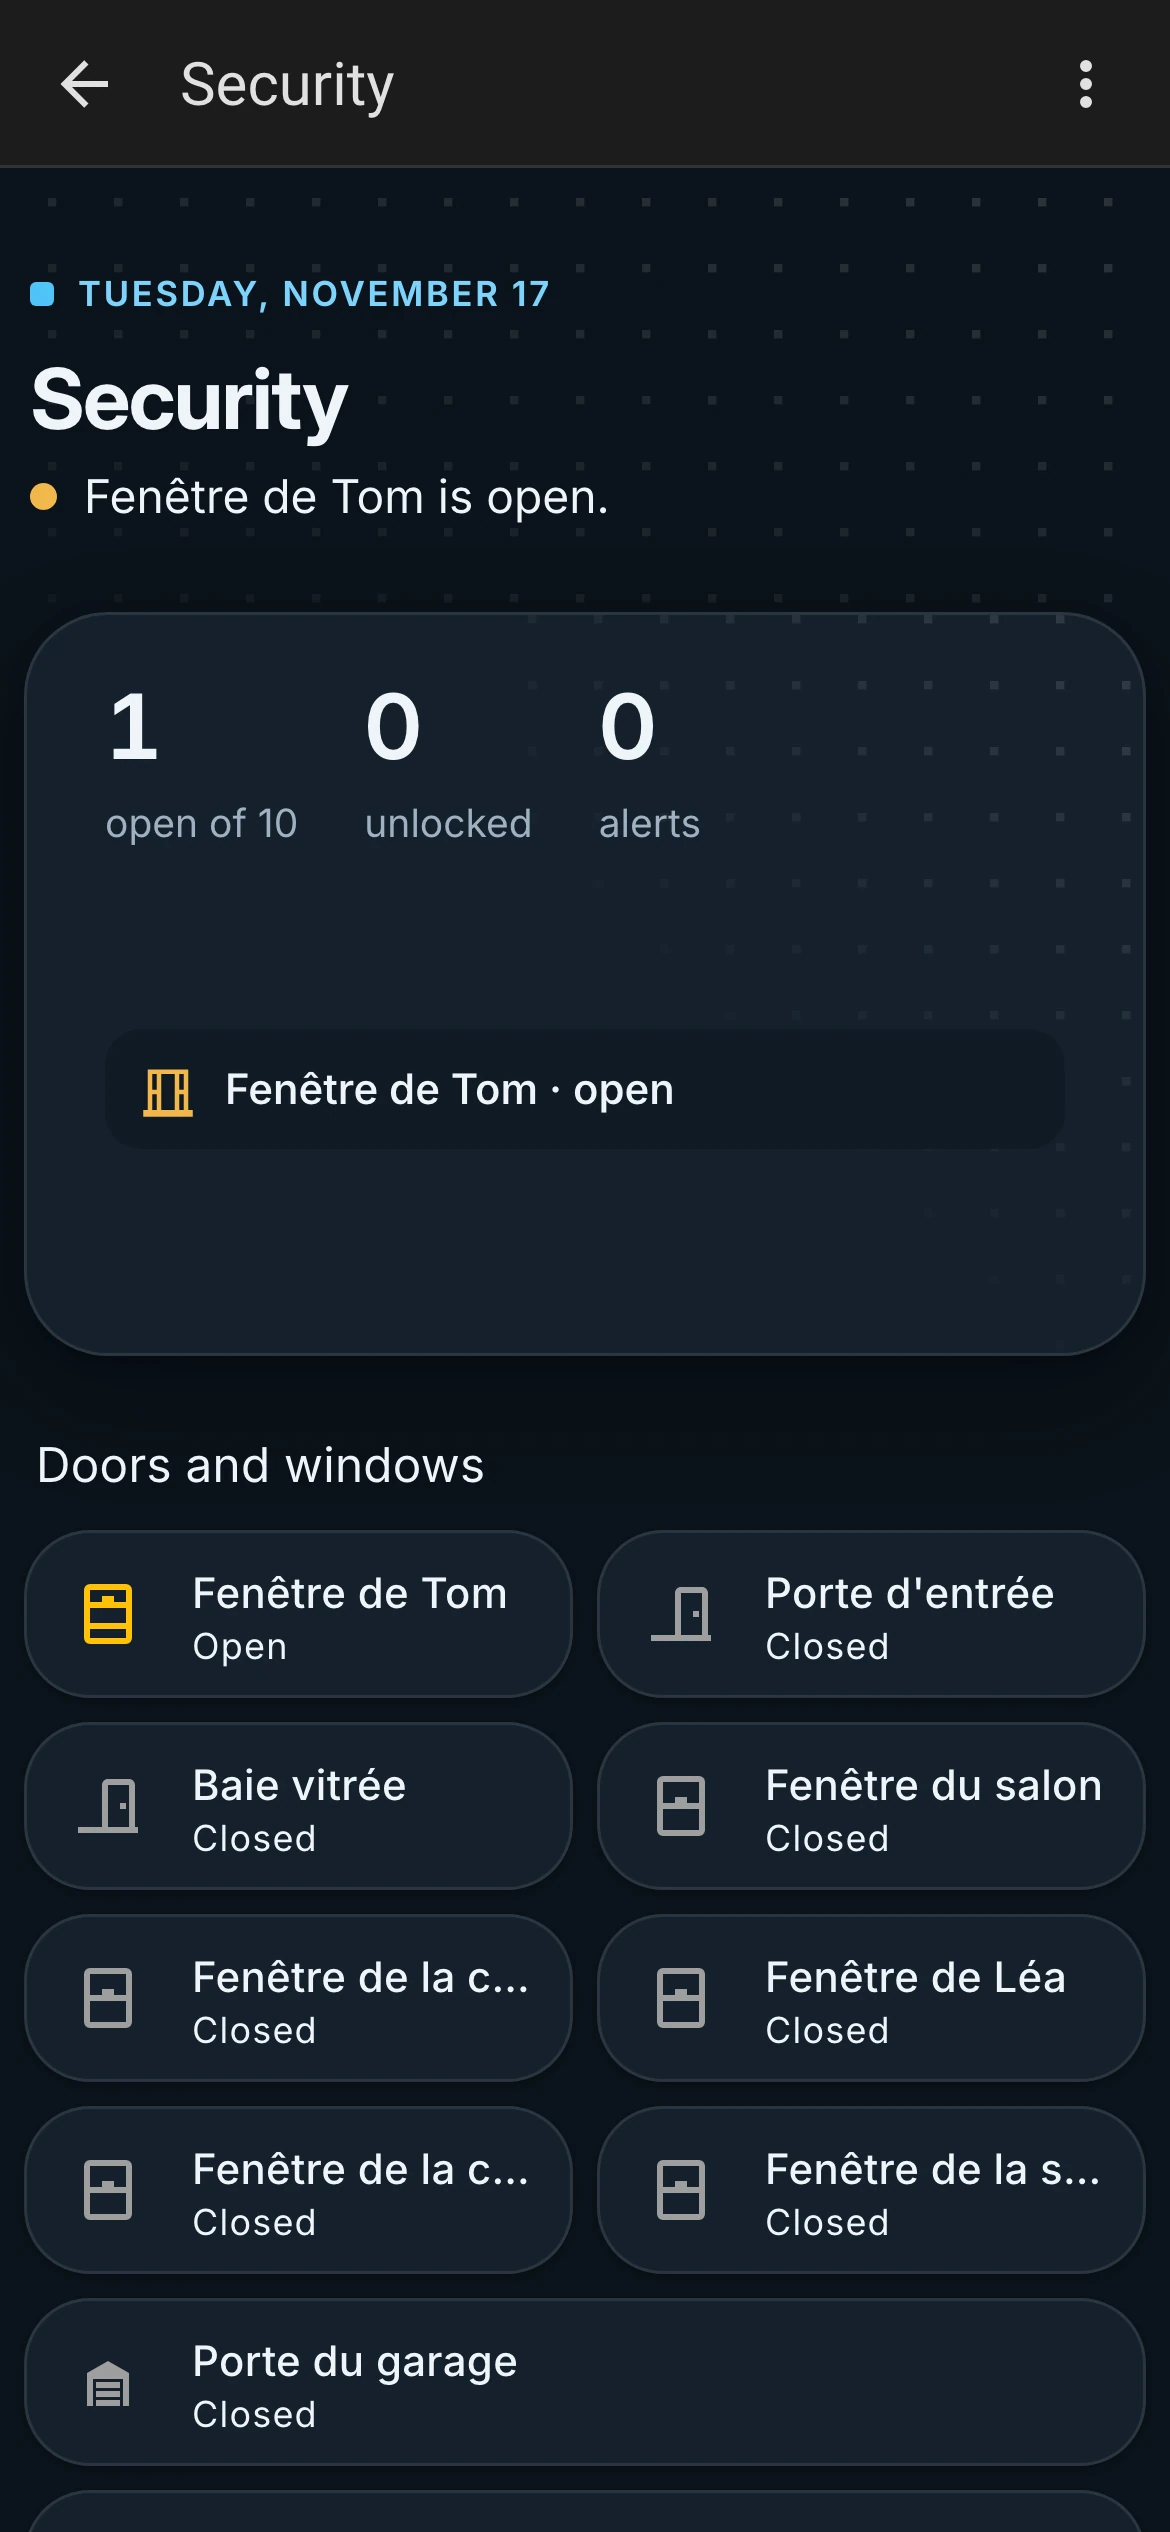 Security
TUESDAY, NOVEMBER 17
Security
Fenêtre de Tom is open.
1
open of 10
0
unlocked
0
alerts
Fenêtre de Tom · open
Doors and windows
Fenêtre de Tom
Open
Porte d'entrée
Closed
Baie vitrée
Closed
Fenêtre du salon
Closed
Fenêtre de la c...
Closed
Fenêtre de Léa
Closed
Fenêtre de la c...
Closed
Fenêtre de la s...
Closed
Porte du garage
Closed